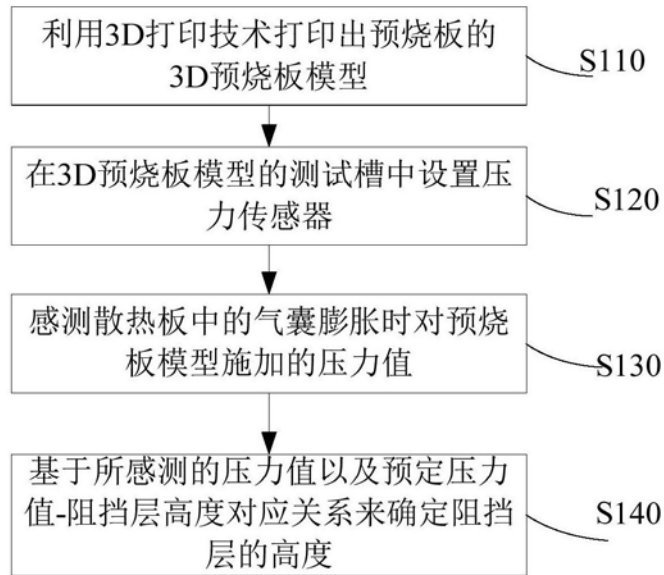 利用3D打印技术打印出预烧板的
3D预烧板模型
S110
在3D预烧板模型的测试槽中设置压
力传感器
S120
感测散热板中的气囊膨胀时对预烧
板模型施加的压力值
S130
基于所感测的压力值以及预定压力
值-阻挡层高度对应关系来确定阻挡
层的高度
S140